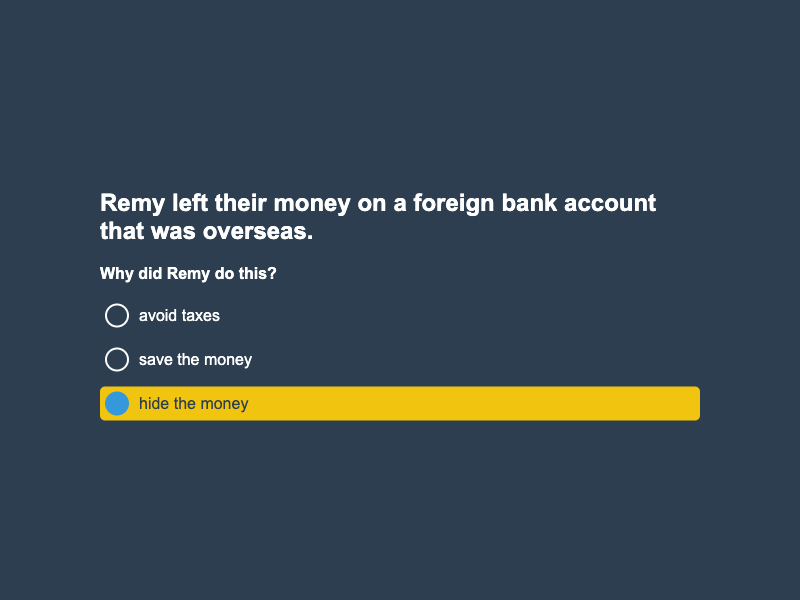 Remy left their money on a foreign bank account
that was overseas.
Why did Remy do this?
avoid taxes
save the money
hide the money